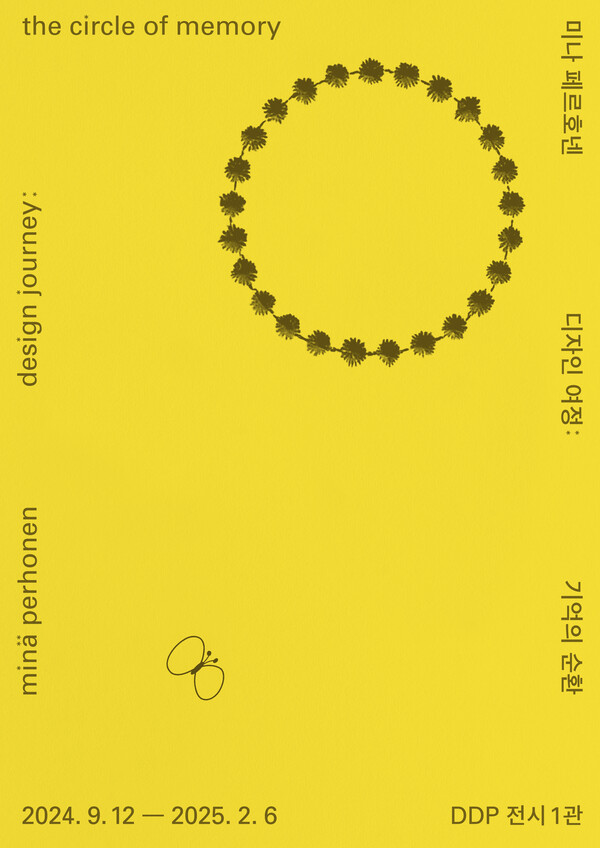 the circle of memory
design journey:
minä perhonen
미나 페르호넨
디자인 여정:
기억의 순환
2024. 9. 12 — 2025. 2. 6
DDP 전시 1관